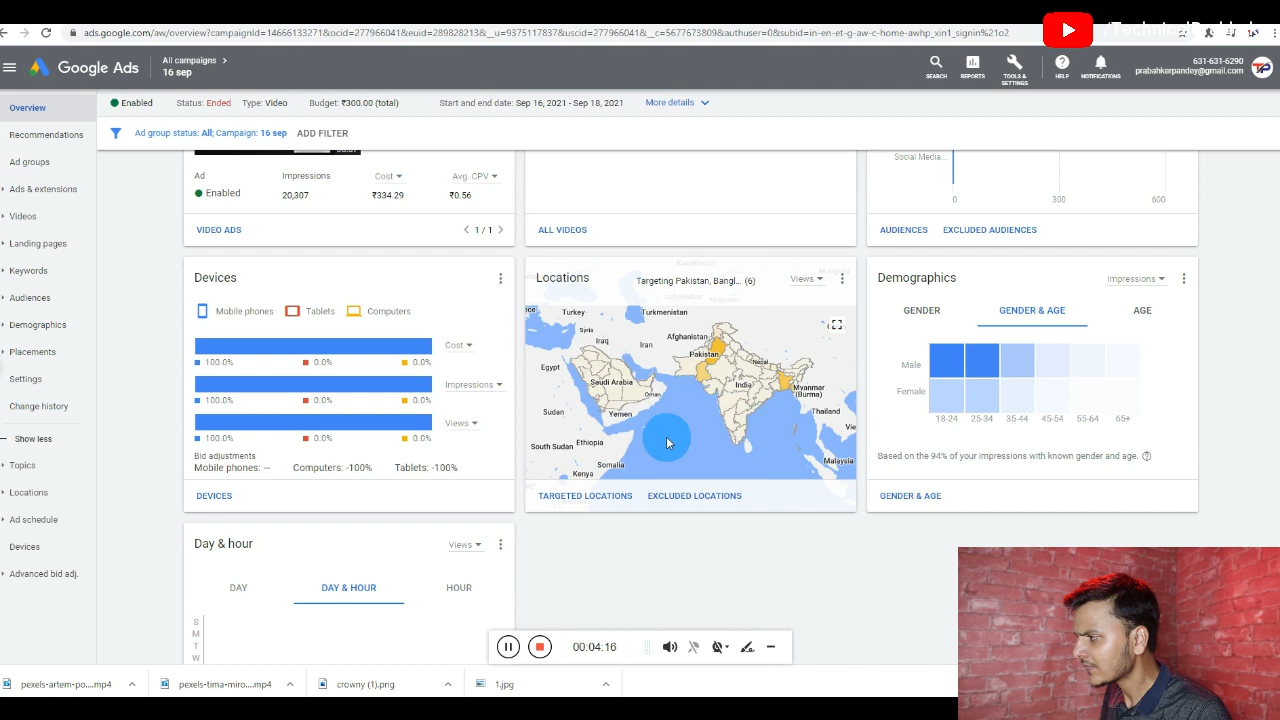 ads.google.com/aw/overview?campaignId=14666133271&ocid=277966041&euid=289828213&__u=9375117837&uscid=277966041&__c=5677673809&authuser=0&subid=in-en-et-g-aw-c-home-awhp_xin1_signin%21o2
Google Ads
All campaigns
16 sep
SEARCH
REPORTS
TOOLS & SETTINGS
HELP
NOTIFICATIONS
631-631-6290
prabahkerpandey@gmail.com
Overview
Recommendations
Ad groups
Ads & extensions
Videos
Landing pages
Keywords
Audiences
Demographics
Placements
Settings
Change history
Show less
Topics
Locations
Ad schedule
Devices
Advanced bid adj.
Enabled Status: Ended Type: Video Budget: ₹300.00 (total) Start and end date: Sep 16, 2021 - Sep 18, 2021 More details
Ad group status: All; Campaign: 16 sep ADD FILTER
Ad Impressions Cost Avg. CPV
Enabled 20,307 ₹334.29 ₹0.56
VIDEO ADS 1 / 1
ALL VIDEOS
Social Media...
0 300 600
AUDIENCES EXCLUDED AUDIENCES
Devices
Mobile phones Tablets Computers
Cost
100.0% 0.0% 0.0%
Impressions
100.0% 0.0% 0.0%
Views
100.0% 0.0% 0.0%
Bid adjustments
Mobile phones: — Computers: -100% Tablets: -100%
DEVICES
Locations Targeting Pakistan, Bangl... (6) Views
Kazakhstan
Turkey
Turkmenistan
Syria
Iraq
Iran
Afghanistan
Pakistan
Nepal
Egypt
Saudi Arabia
India
Myanmar
(Burma)
Oman
Sudan
Yemen
Thailand
South Sudan
Ethiopia
Somalia
Kenya
Malaysia
TARGETED LOCATIONS EXCLUDED LOCATIONS
Demographics Impressions
GENDER GENDER & AGE AGE
Male
Female
18-24 25-34 35-44 45-54 55-64 65+
Based on the 94% of your impressions with known gender and age.
GENDER & AGE
Day & hour Views
DAY DAY & HOUR HOUR
S
M
T
W
00:04:16
pexels-artem-po....mp4
pexels-tima-miro....mp4
crowny (1).png
1.jpg